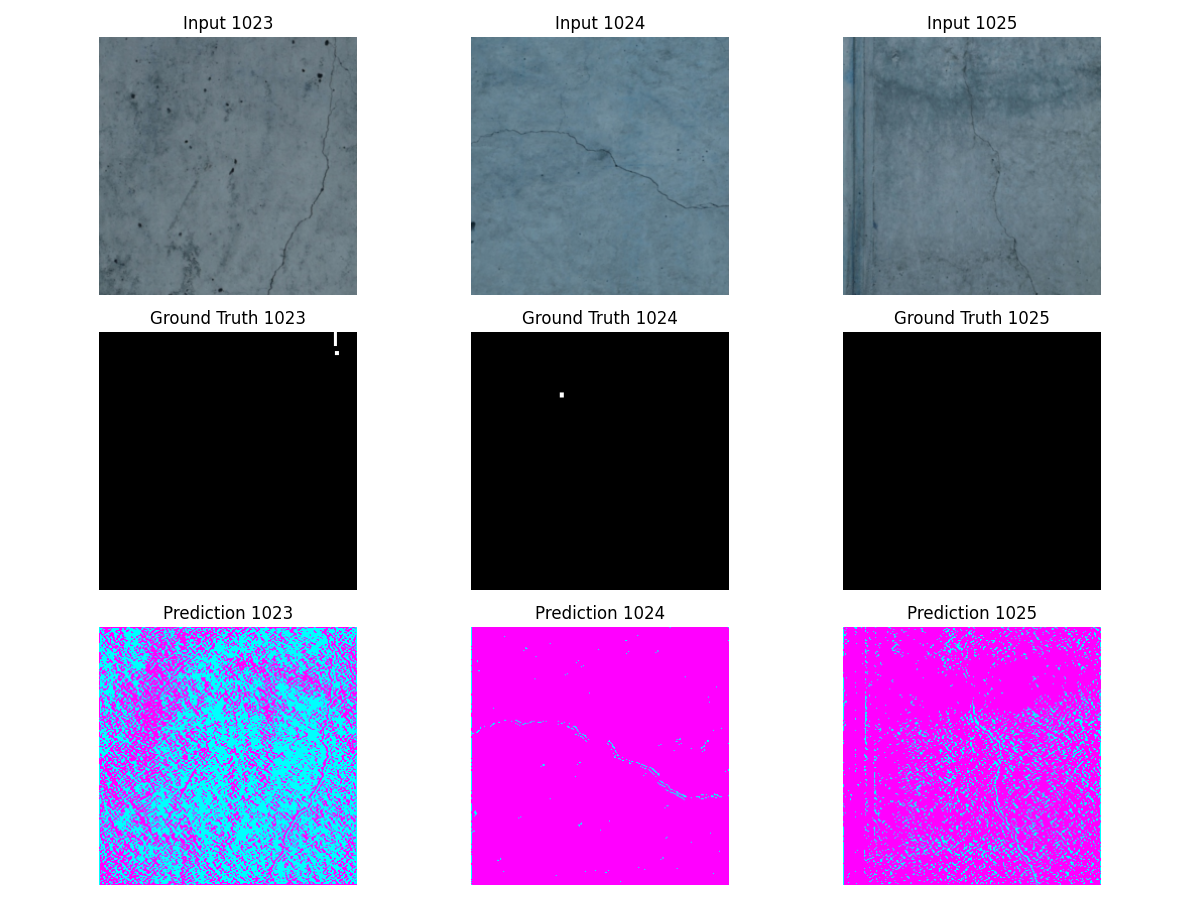 Input 1023
Input 1024
Input 1025
Ground Truth 1023
Ground Truth 1024
Ground Truth 1025
Prediction 1023
Prediction 1024
Prediction 1025